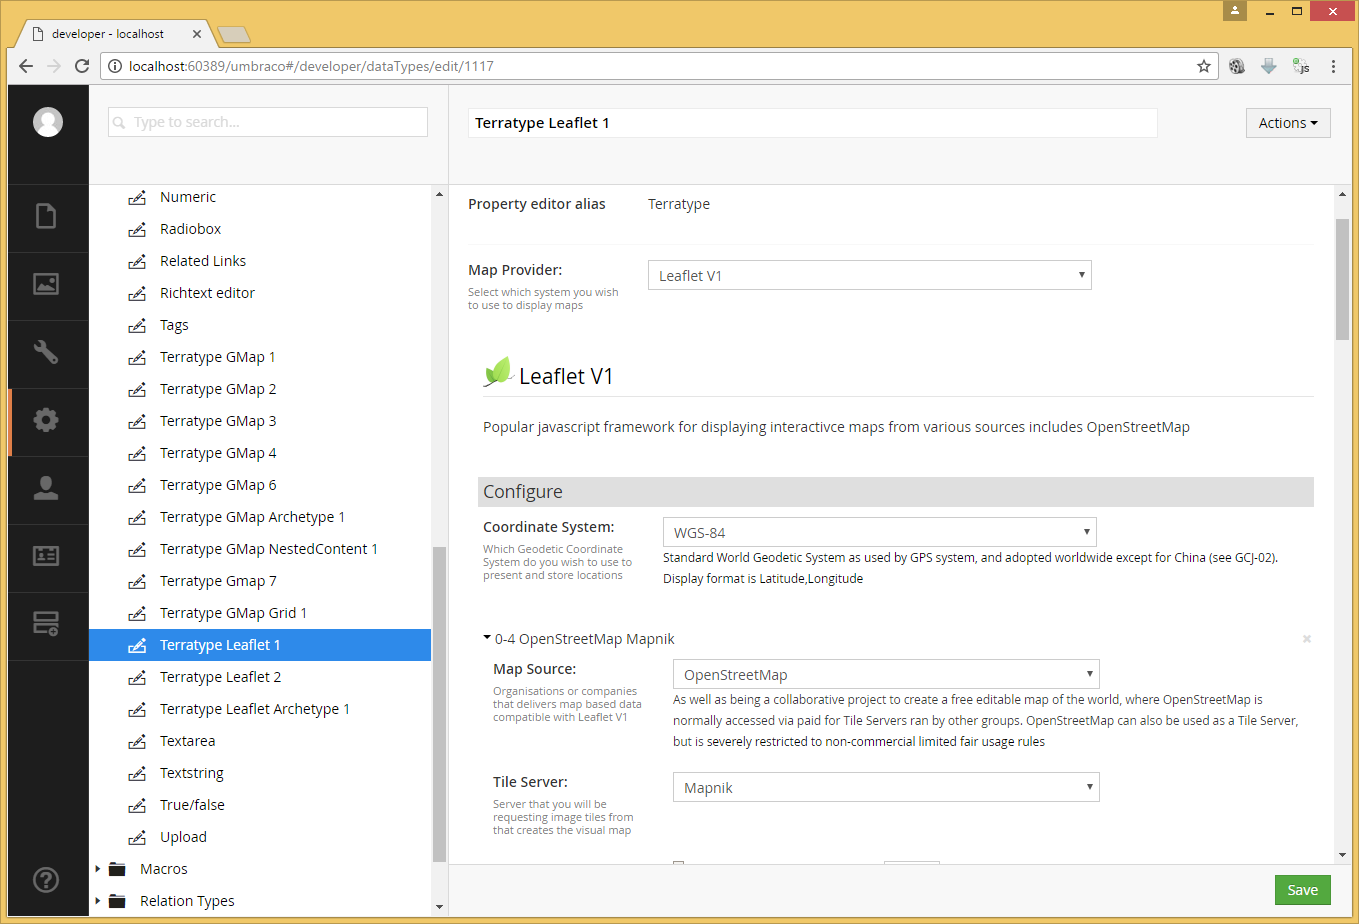 developer - localhost
localhost:60389/umbraco#/developer/dataTypes/edit/1117
js
Type to search...
Numeric
Radiobox
Related Links
Richtext editor
Tags
Terratype GMap 1
Terratype GMap 2
Terratype GMap 3
Terratype GMap 4
Terratype GMap 6
Terratype GMap Archetype 1
Terratype GMap NestedContent 1
Terratype Gmap 7
Terratype GMap Grid 1
Terratype Leaflet 1
Terratype Leaflet 2
Terratype Leaflet Archetype 1
Textarea
Textstring
True/false
Upload
Macros
Relation Types
Terratype Leaflet 1
Actions
Property editor alias
Terratype
Map Provider:
Select which system you wish
to use to display maps
Leaflet V1
Leaflet V1
Popular javascript framework for displaying interactivce maps from various sources includes OpenStreetMap
Configure
Coordinate System:
Which Geodetic Coordinate
System do you wish to use to
present and store locations
WGS-84
Standard World Geodetic System as used by GPS system, and adopted worldwide except for China (see GCJ-02).
Display format is Latitude,Longitude
0-4 OpenStreetMap Mapnik
Map Source:
Organisations or companies
that delivers map based data
compatible with Leaflet V1
OpenStreetMap
As well as being a collaborative project to create a free editable map of the world, where OpenStreetMap is
normally accessed via paid for Tile Servers ran by other groups. OpenStreetMap can also be used as a Tile Server,
but is severely restricted to non-commercial limited fair usage rules
Tile Server:
Server that you will be
requesting image tiles from
that creates the visual map
Mapnik
Save